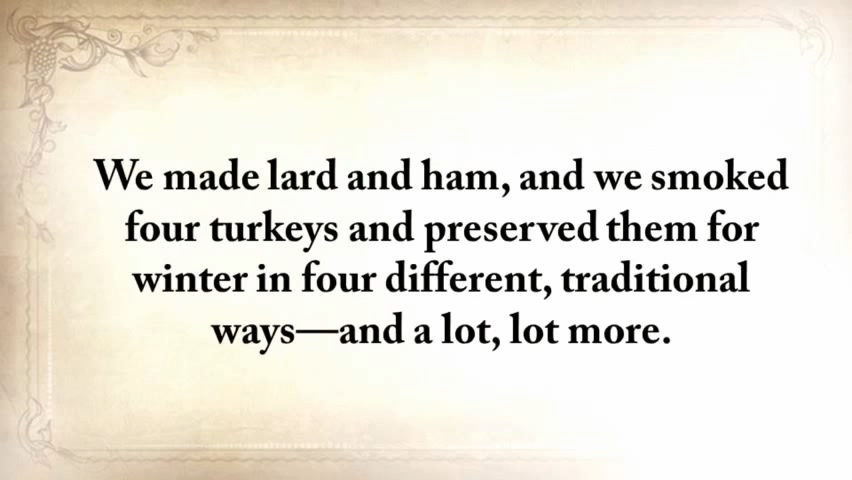 We made lard and ham, and we smoked
four turkeys and preserved them for
winter in four different, traditional
ways—and a lot, lot more.